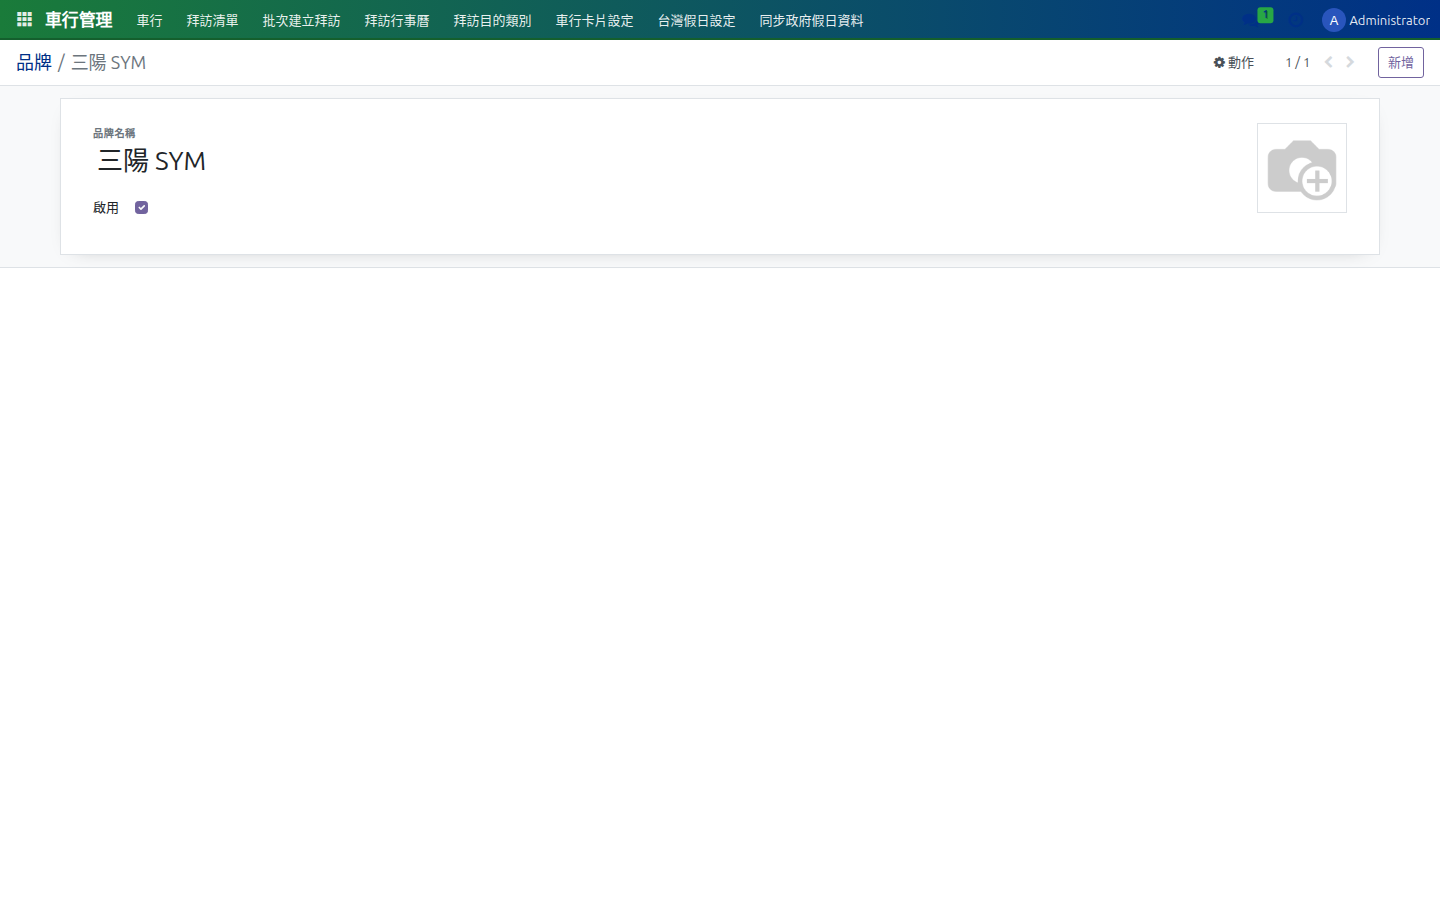 車行管理 車行 拜訪清單 批次建立拜訪 拜訪行事曆 拜訪目的類別 車行卡片設定 台灣假日設定 同步政府假日資料 1 A Administrator
品牌 / 三陽 SYM 動作 1 / 1 新增
品牌名稱
三陽 SYM
啟用